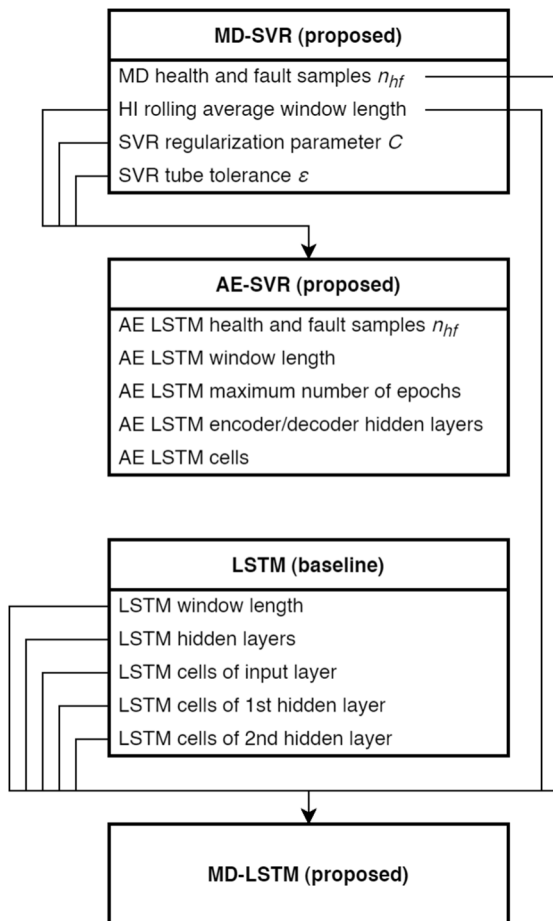 MD-SVR (proposed)
MD health and fault samples n_hf
HI rolling average window length
SVR regularization parameter C
SVR tube tolerance ε
AE-SVR (proposed)
AE LSTM health and fault samples n_hf
AE LSTM window length
AE LSTM maximum number of epochs
AE LSTM encoder/decoder hidden layers
AE LSTM cells
LSTM (baseline)
LSTM window length
LSTM hidden layers
LSTM cells of input layer
LSTM cells of 1st hidden layer
LSTM cells of 2nd hidden layer
MD-LSTM (proposed)